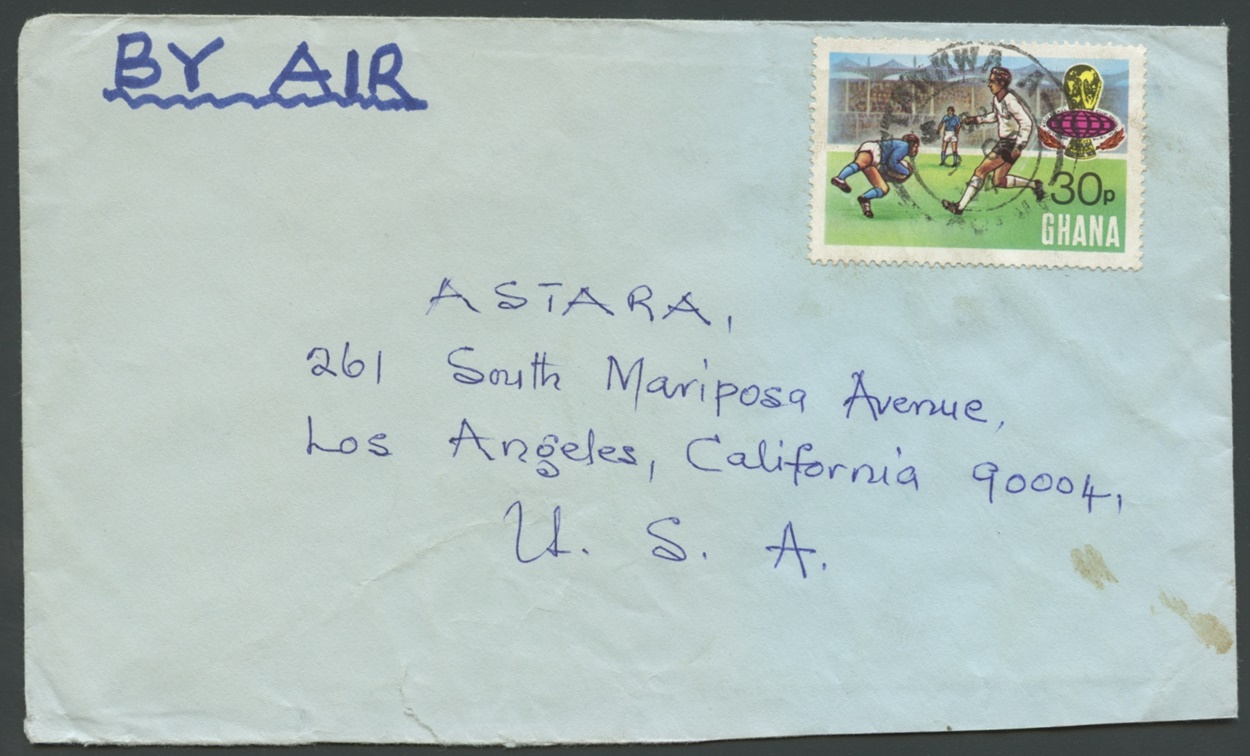 BY AIR
30p
GHANA
ASTARA,
261 South Mariposa Avenue,
Los Angeles, California 90004,
U. S. A.